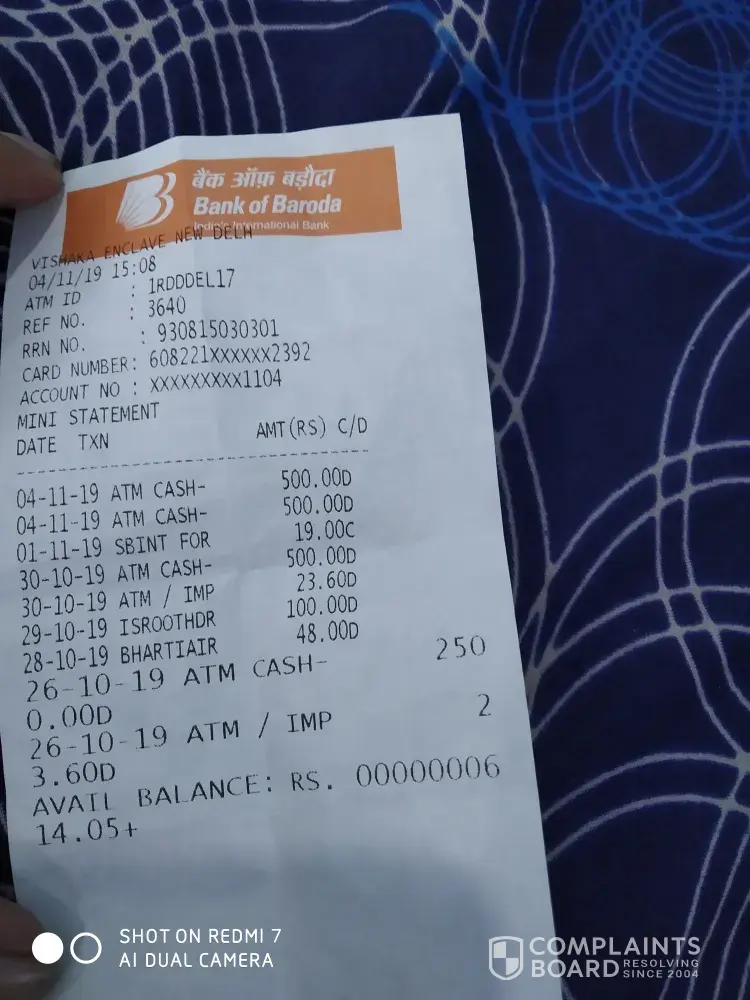 बैंक ऑफ़ बड़ौदा
Bank of Baroda
India's International Bank
VISHAKA ENCLAVE NEW DELH
04/11/19 15:08
ATM ID : 1RDDDEL17
REF NO. : 3640
RRN NO. : 930815030301
CARD NUMBER: 608221XXXXXX2392
ACCOUNT NO : XXXXXXXXXX1104
MINI STATEMENT
DATE TXN AMT(RS) C/D
04-11-19 ATM CASH- 500.00D
04-11-19 ATM CASH- 500.00D
01-11-19 SBINT FOR 19.00C
30-10-19 ATM CASH- 500.00D
30-10-19 ATM / IMP 23.60D
29-10-19 ISROOTHDR 100.00D
28-10-19 BHARTIAIR 48.00D
26-10-19 ATM CASH- 250
0.00D
26-10-19 ATM / IMP 2
3.60D
AVAIL BALANCE: RS. 00000006
14.05+
SHOT ON REDMI 7
AI DUAL CAMERA
COMPLAINTS
BOARD RESOLVING
SINCE 2004